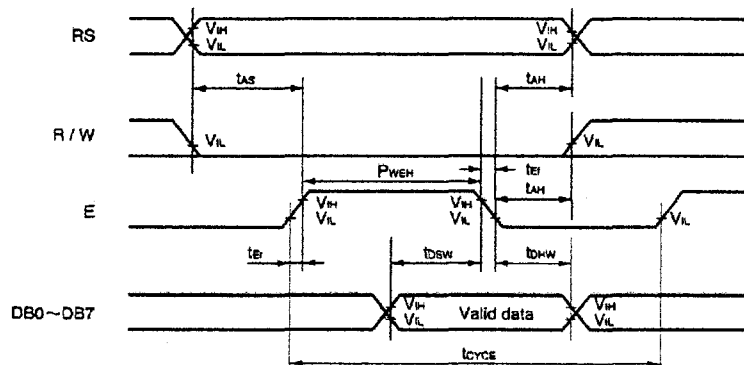 RS VIH VIL VIH VIL
tAS tAH
R / W VIL VIL
PWEH tEf
tAH
E VIH VIL VIH VIL VIL
tEr tDSW tDHW
DB0~DB7 VIH VIL Valid data VIH VIL
tCYCE